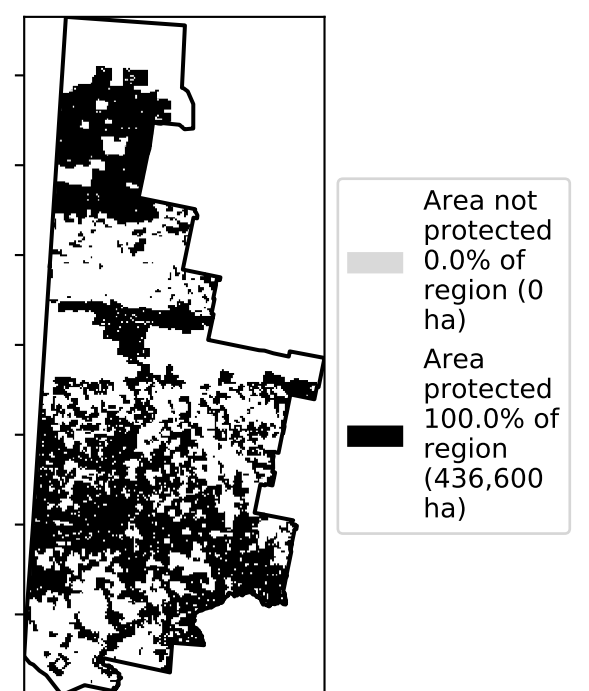 Area not
protected
0.0% of
region (0
ha)
Area
protected
100.0% of
region
(436,600
ha)